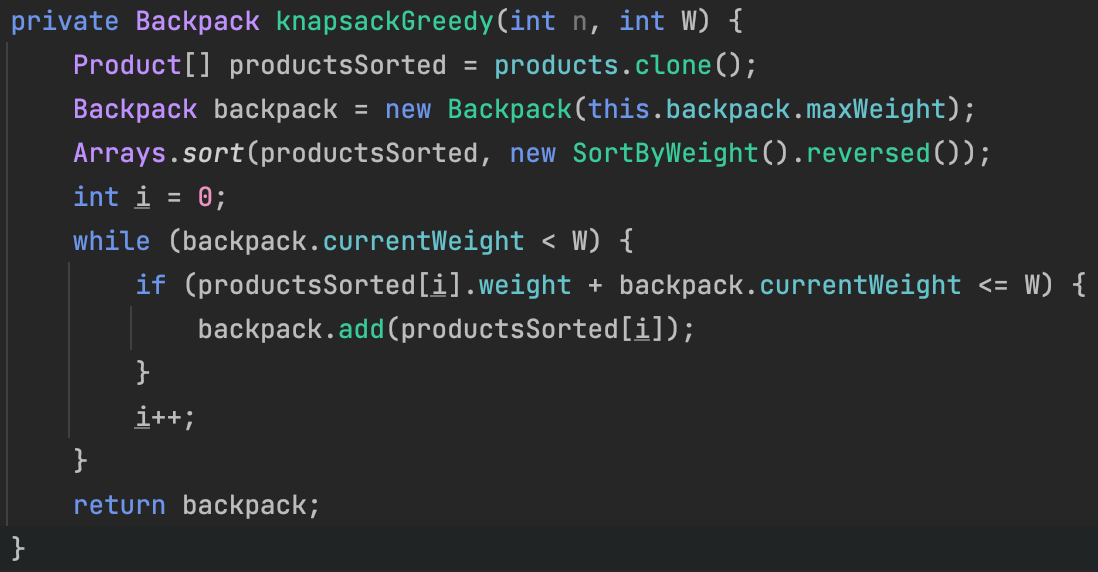 private Backpack knapsackGreedy(int n, int W) {
    Product[] productsSorted = products.clone();
    Backpack backpack = new Backpack(this.backpack.maxWeight);
    Arrays.sort(productsSorted, new SortByWeight().reversed());
    int i = 0;
    while (backpack.currentWeight < W) {
        if (productsSorted[i].weight + backpack.currentWeight <= W) {
            backpack.add(productsSorted[i]);
        }
        i++;
    }
    return backpack;
}